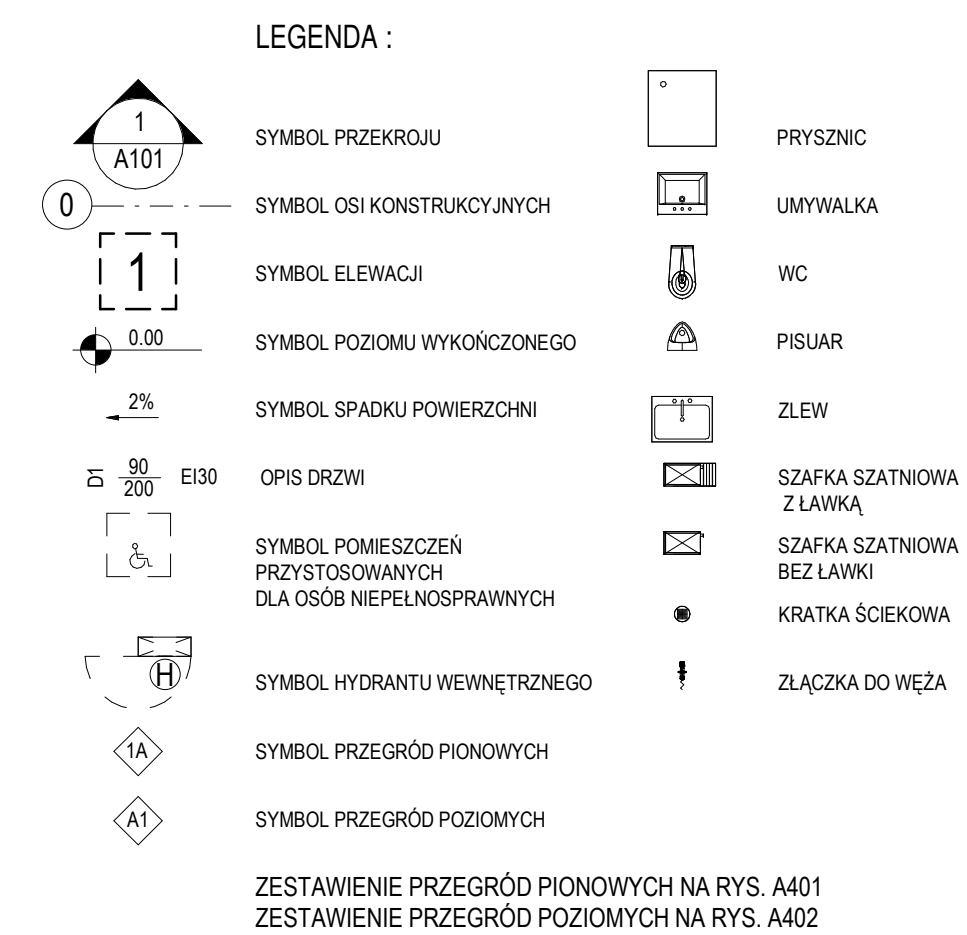 LEGENDA :
1
A101
SYMBOL PRZEKROJU
0
SYMBOL OSI KONSTRUKCYJNYCH
1
SYMBOL ELEWACJI
0.00
SYMBOL POZIOMU WYKOŃCZONEGO
2%
SYMBOL SPADKU POWIERZCHNI
D1
90
200
EI30
OPIS DRZWI
SYMBOL POMIESZCZEŃ
PRZYSTOSOWANYCH
DLA OSÓB NIEPEŁNOSPRAWNYCH
H
SYMBOL HYDRANTU WEWNĘTRZNEGO
1A
SYMBOL PRZEGRÓD PIONOWYCH
A1
SYMBOL PRZEGRÓD POZIOMYCH
PRYSZNIC
UMYWALKA
WC
PISUAR
ZLEW
SZAFKA SZATNIOWA
Z ŁAWKĄ
SZAFKA SZATNIOWA
BEZ ŁAWKI
KRATKA ŚCIEKOWA
ZŁĄCZKA DO WĘŻA
ZESTAWIENIE PRZEGRÓD PIONOWYCH NA RYS. A401
ZESTAWIENIE PRZEGRÓD POZIOMYCH NA RYS. A402